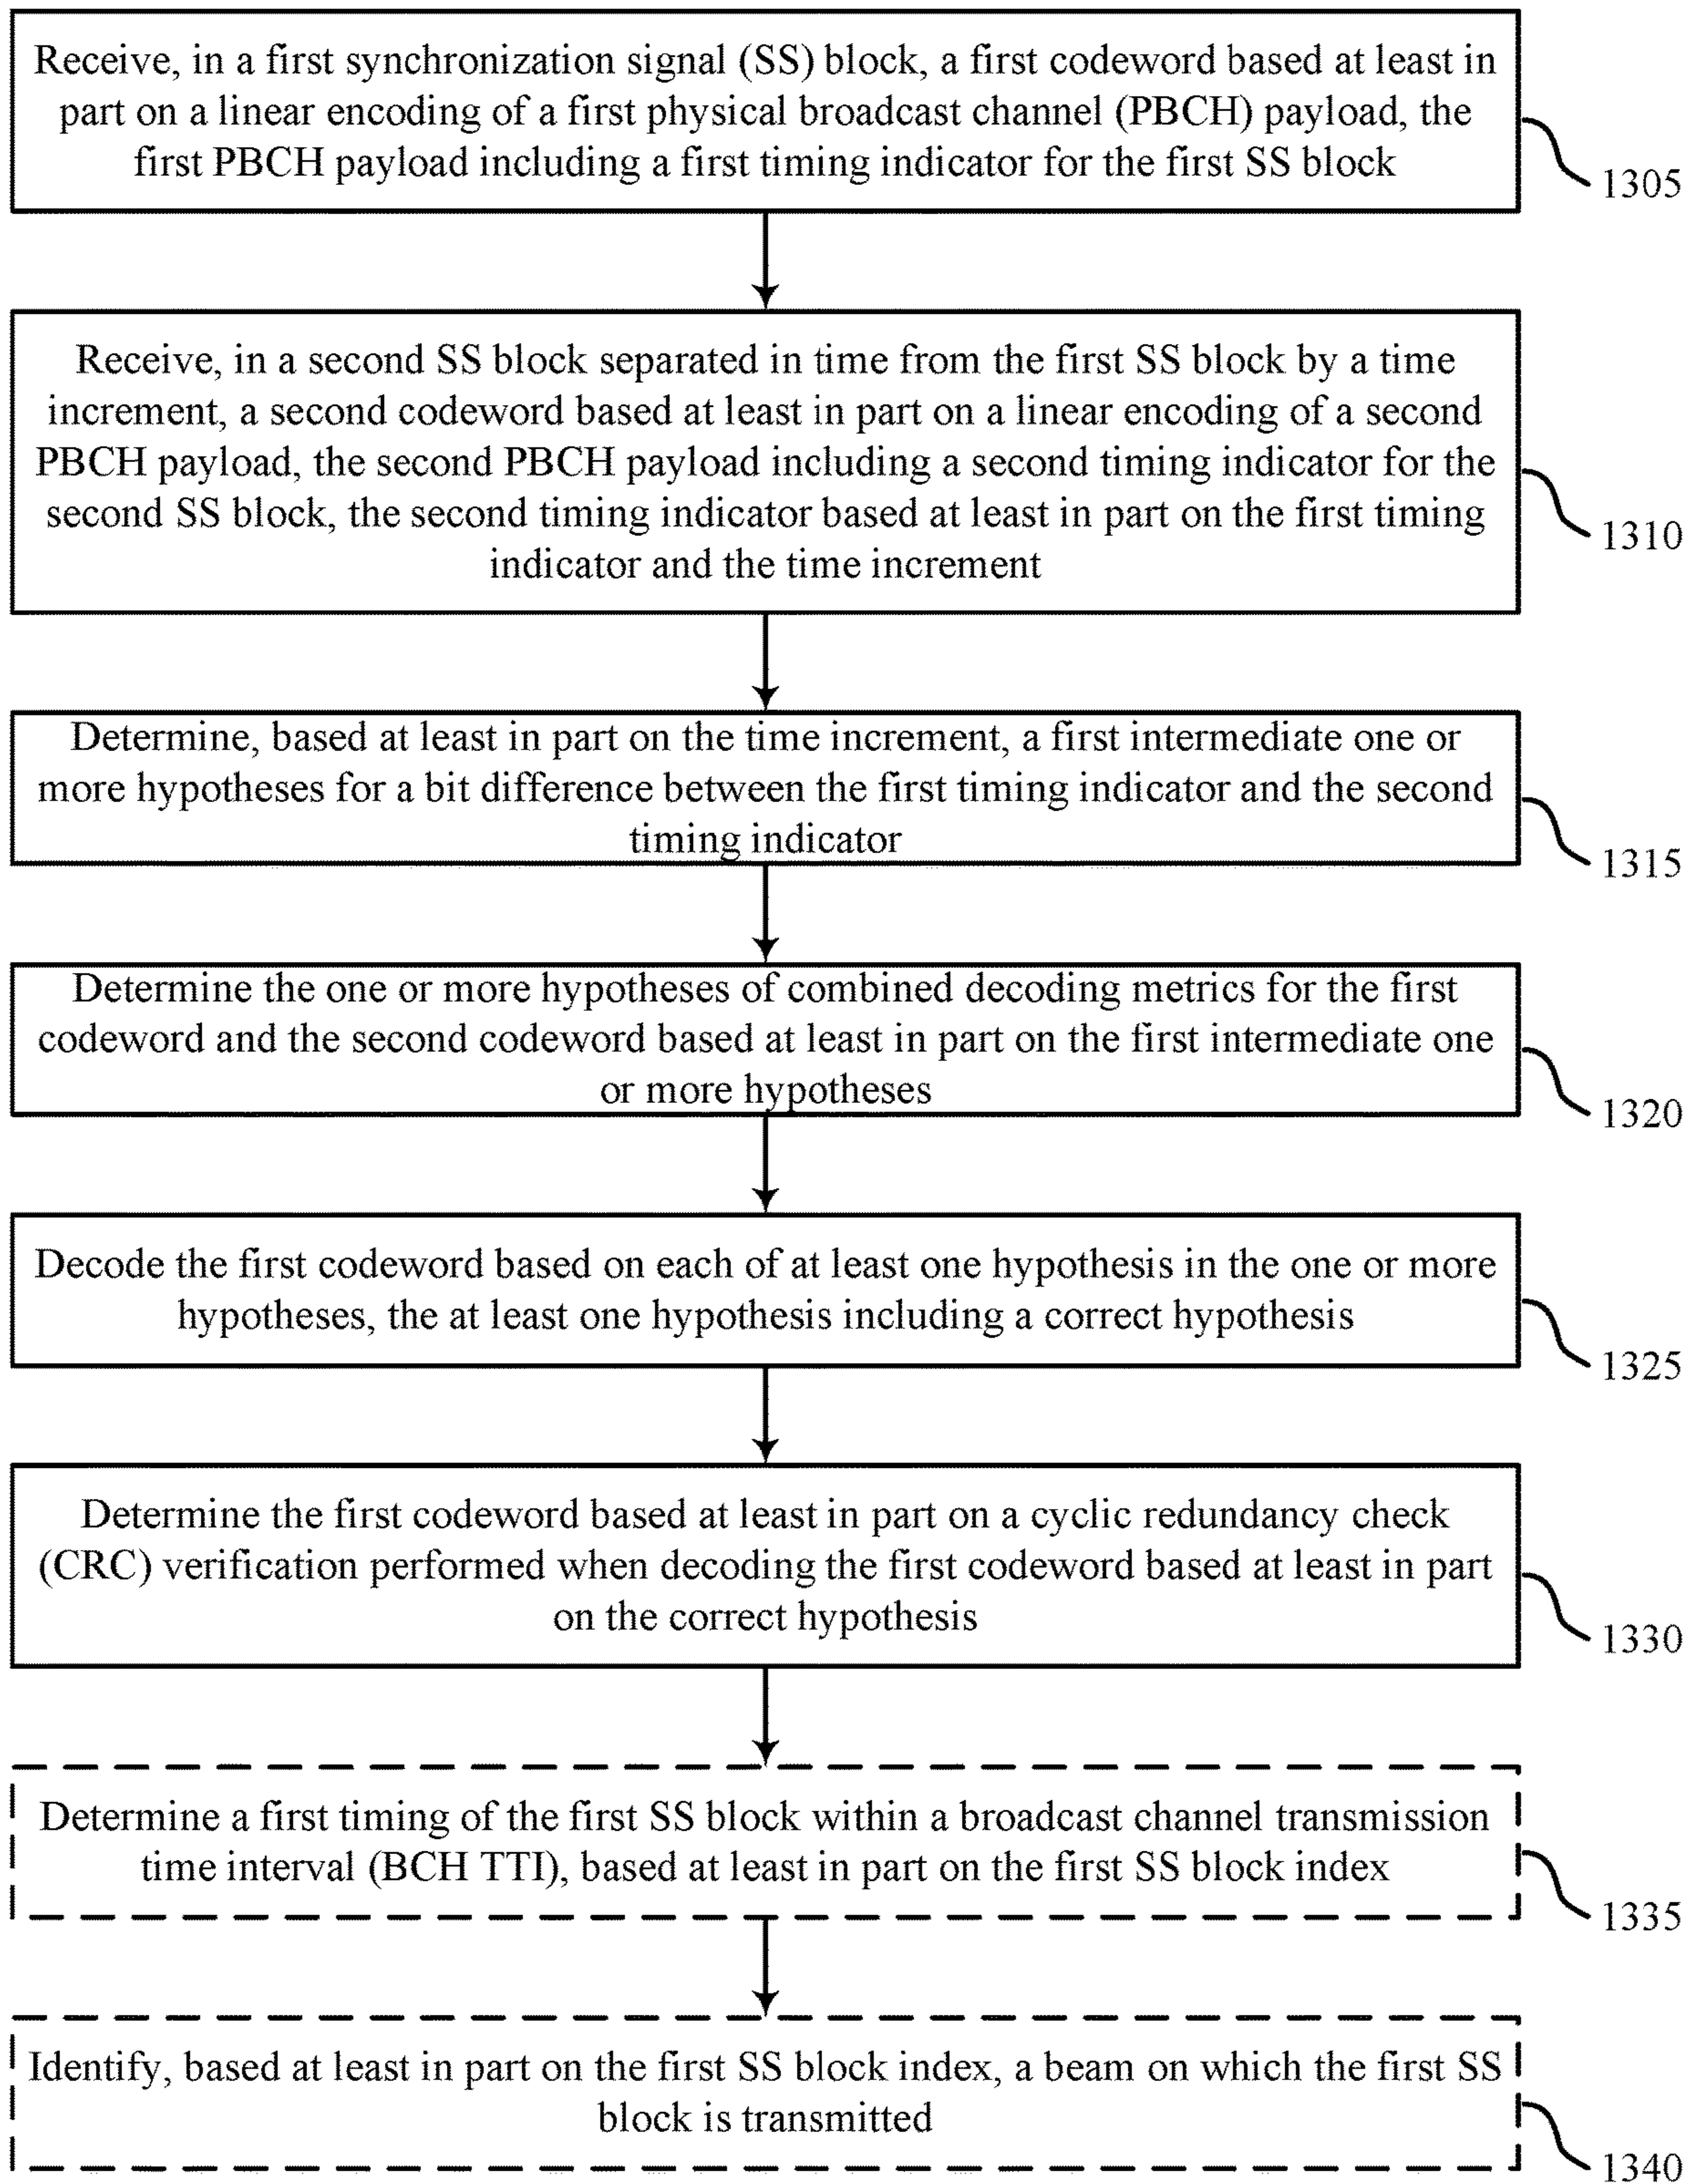 Receive, in a first synchronization signal (SS) block, a first codeword based at least in
part on a linear encoding of a first physical broadcast channel (PBCH) payload, the
first PBCH payload including a first timing indicator for the first SS block
1305
Receive, in a second SS block separated in time from the first SS block by a time
increment, a second codeword based at least in part on a linear encoding of a second
PBCH payload, the second PBCH payload including a second timing indicator for the
second SS block, the second timing indicator based at least in part on the first timing
indicator and the time increment
1310
Determine, based at least in part on the time increment, a first intermediate one or
more hypotheses for a bit difference between the first timing indicator and the second
timing indicator
1315
Determine the one or more hypotheses of combined decoding metrics for the first
codeword and the second codeword based at least in part on the first intermediate one
or more hypotheses
1320
Decode the first codeword based on each of at least one hypothesis in the one or more
hypotheses, the at least one hypothesis including a correct hypothesis
1325
Determine the first codeword based at least in part on a cyclic redundancy check
(CRC) verification performed when decoding the first codeword based at least in part
on the correct hypothesis
1330
Determine a first timing of the first SS block within a broadcast channel transmission
time interval (BCH TTI), based at least in part on the first SS block index
1335
Identify, based at least in part on the first SS block index, a beam on which the first SS
block is transmitted
1340